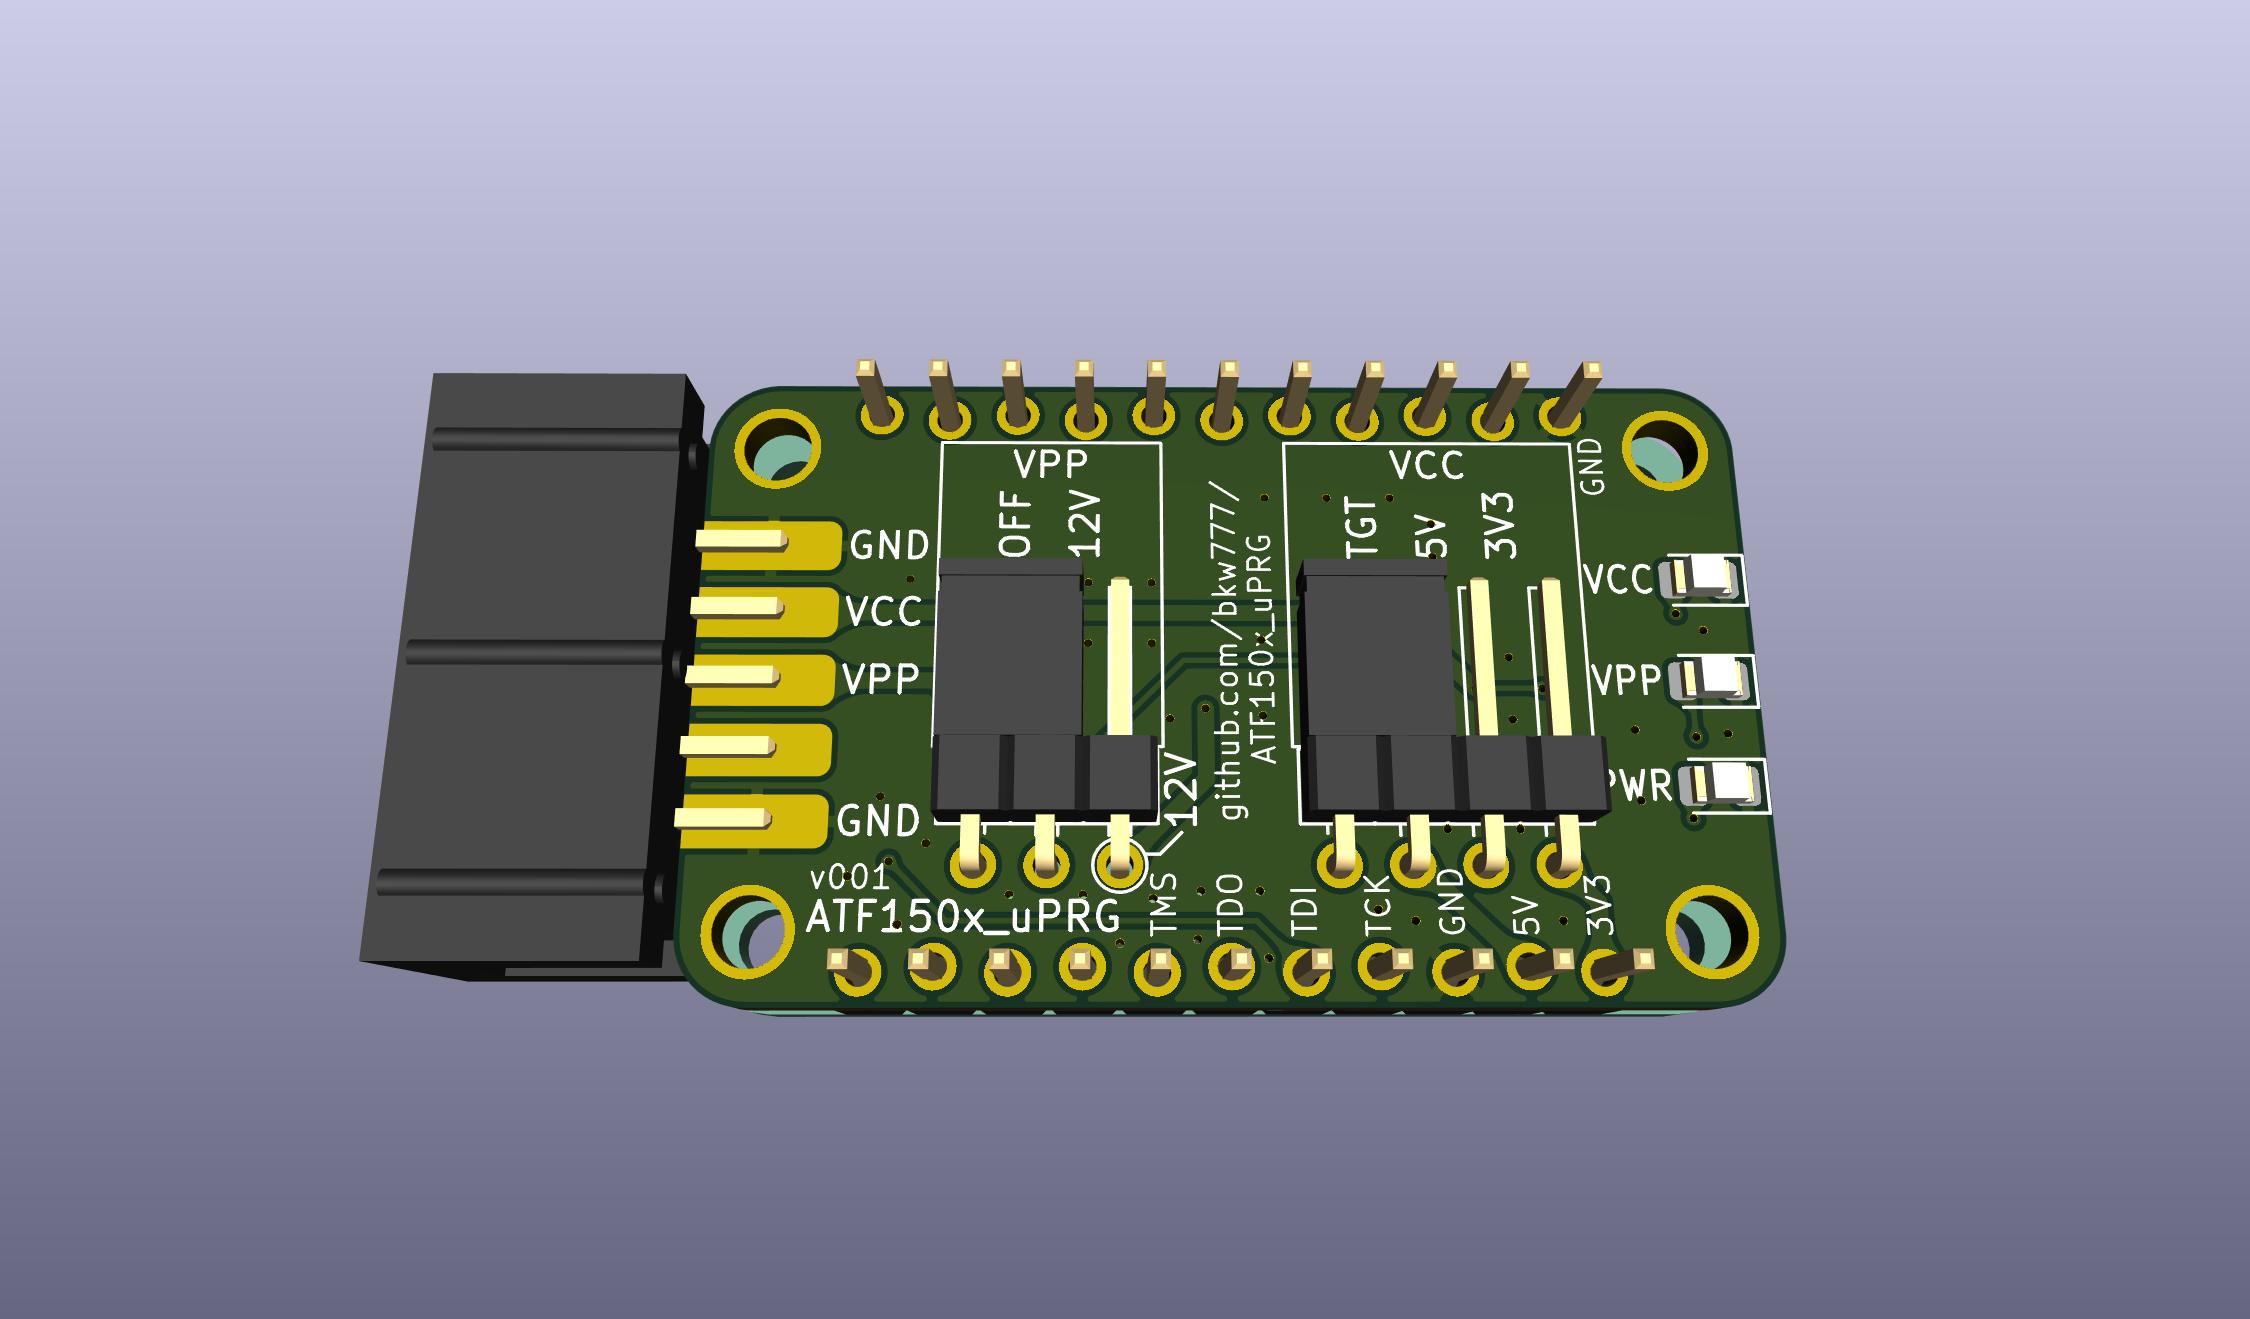 VPP
OFF
12V
VCC
TGT
5V
3V3
GND
GND
VCC
VPP
GND
12V
github.com/bkw777/
ATF150x_uPRG
VCC
VPP
PWR
v001
ATF150x_uPRG
TMS
TDO
TDI
TCK
GND
5V
3V3